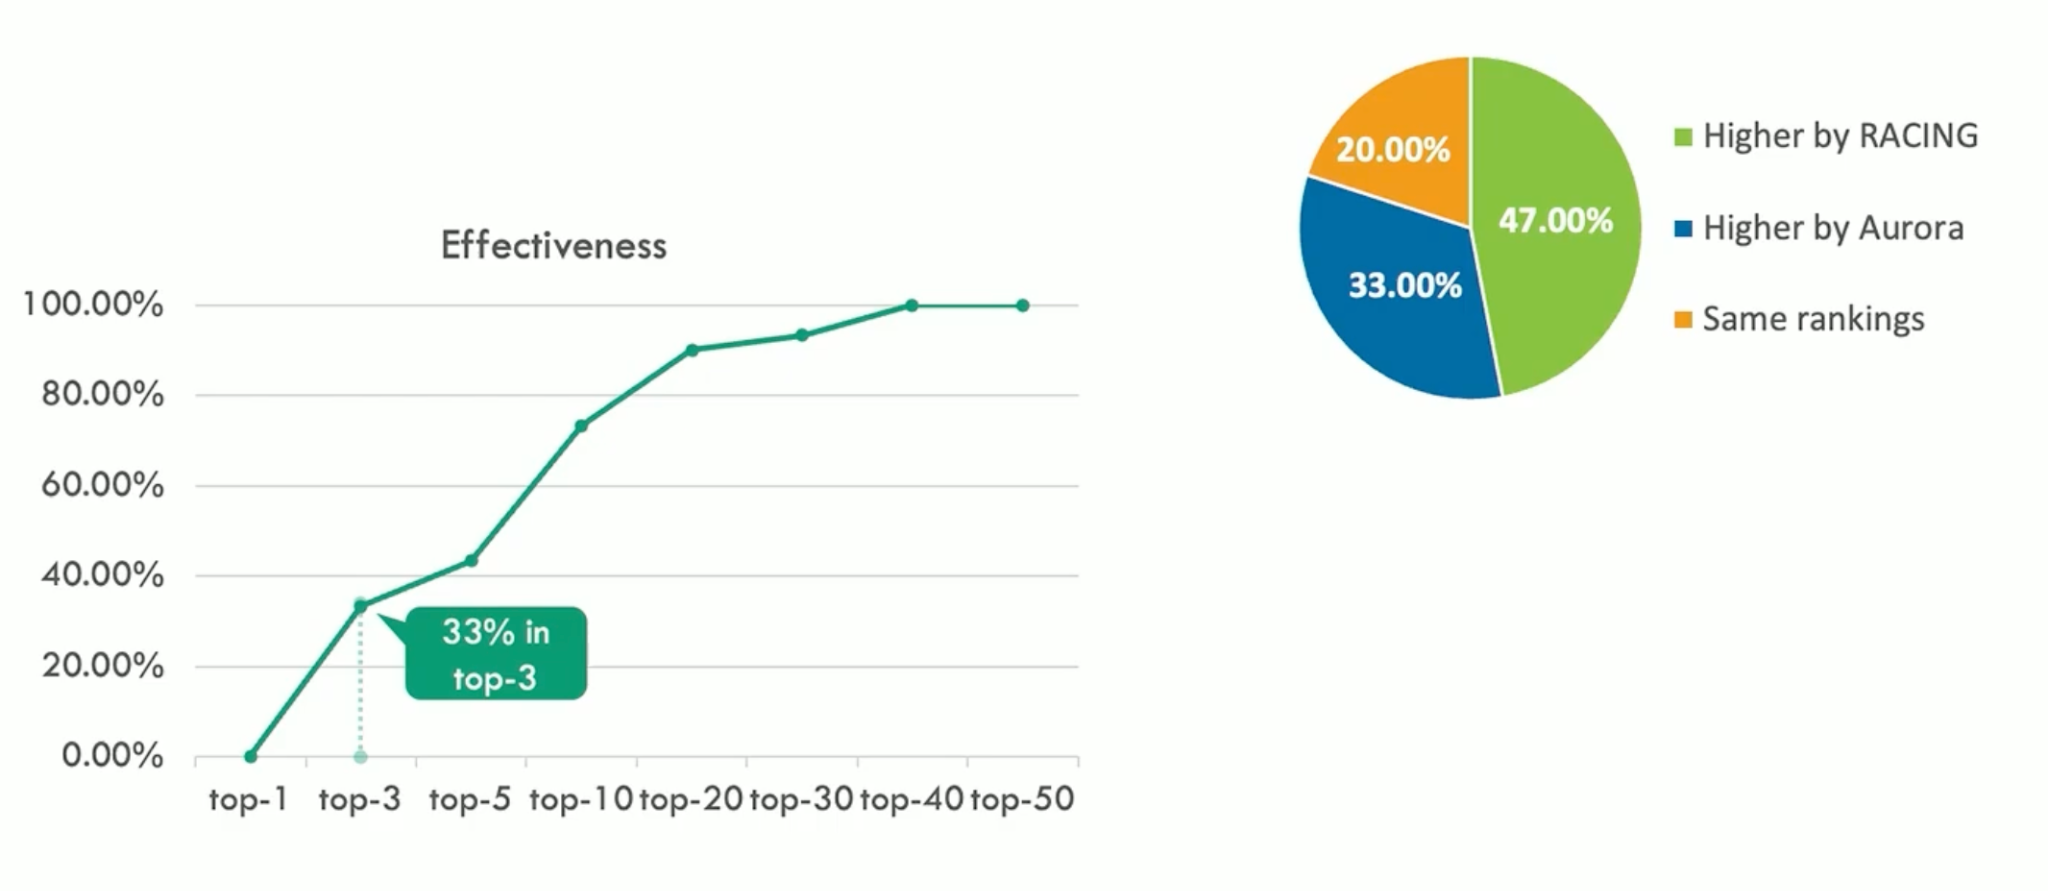 Effectiveness
100.00%
80.00%
60.00%
40.00%
20.00%
0.00%
33% in
top-3
top-1 top-3 top-5 top-10 top-20 top-30 top-40 top-50
20.00%
47.00%
33.00%
Higher by RACING
Higher by Aurora
Same rankings